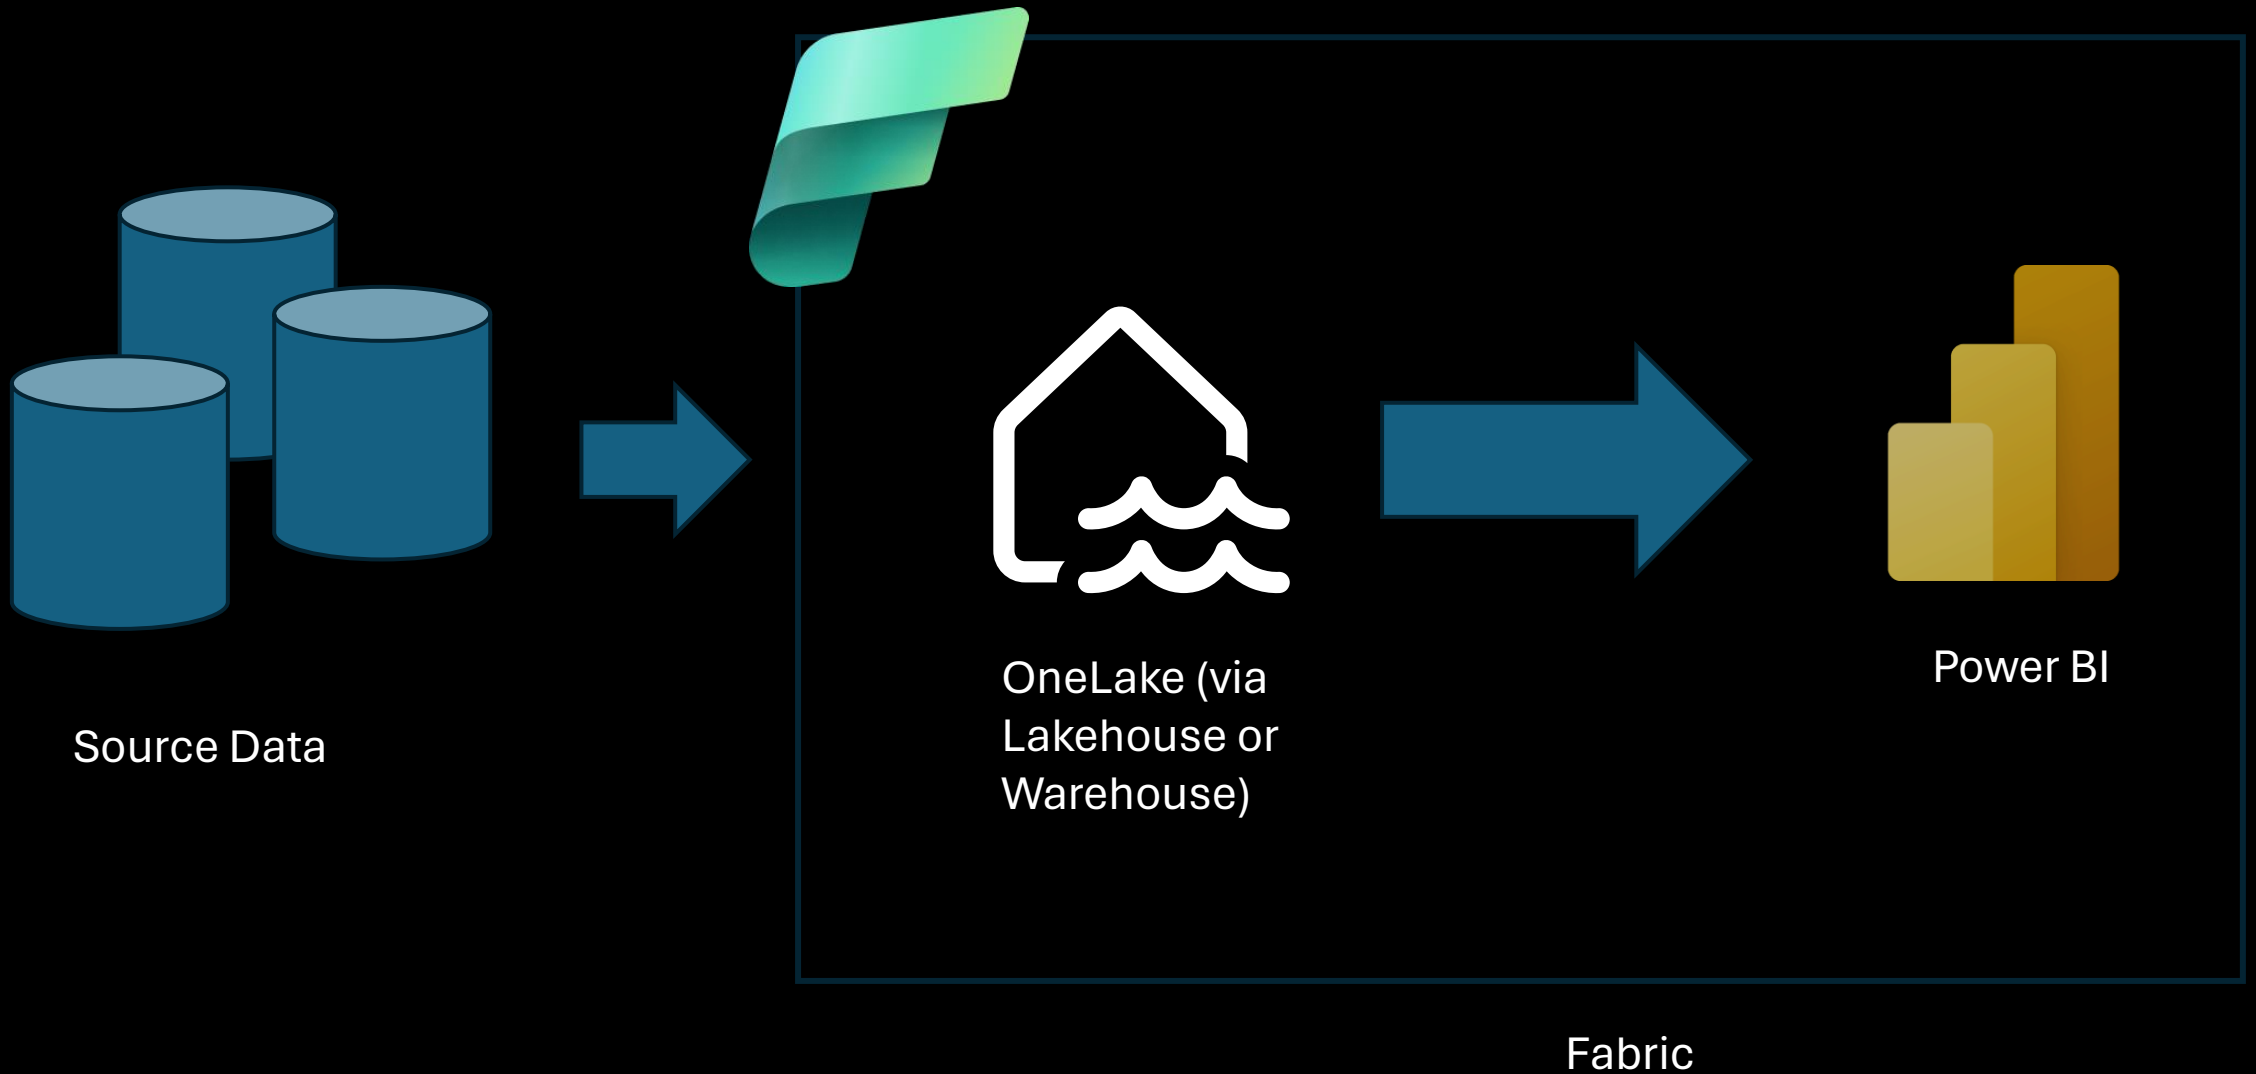 Source Data
OneLake (via
Lakehouse or
Warehouse)
Power BI
Fabric